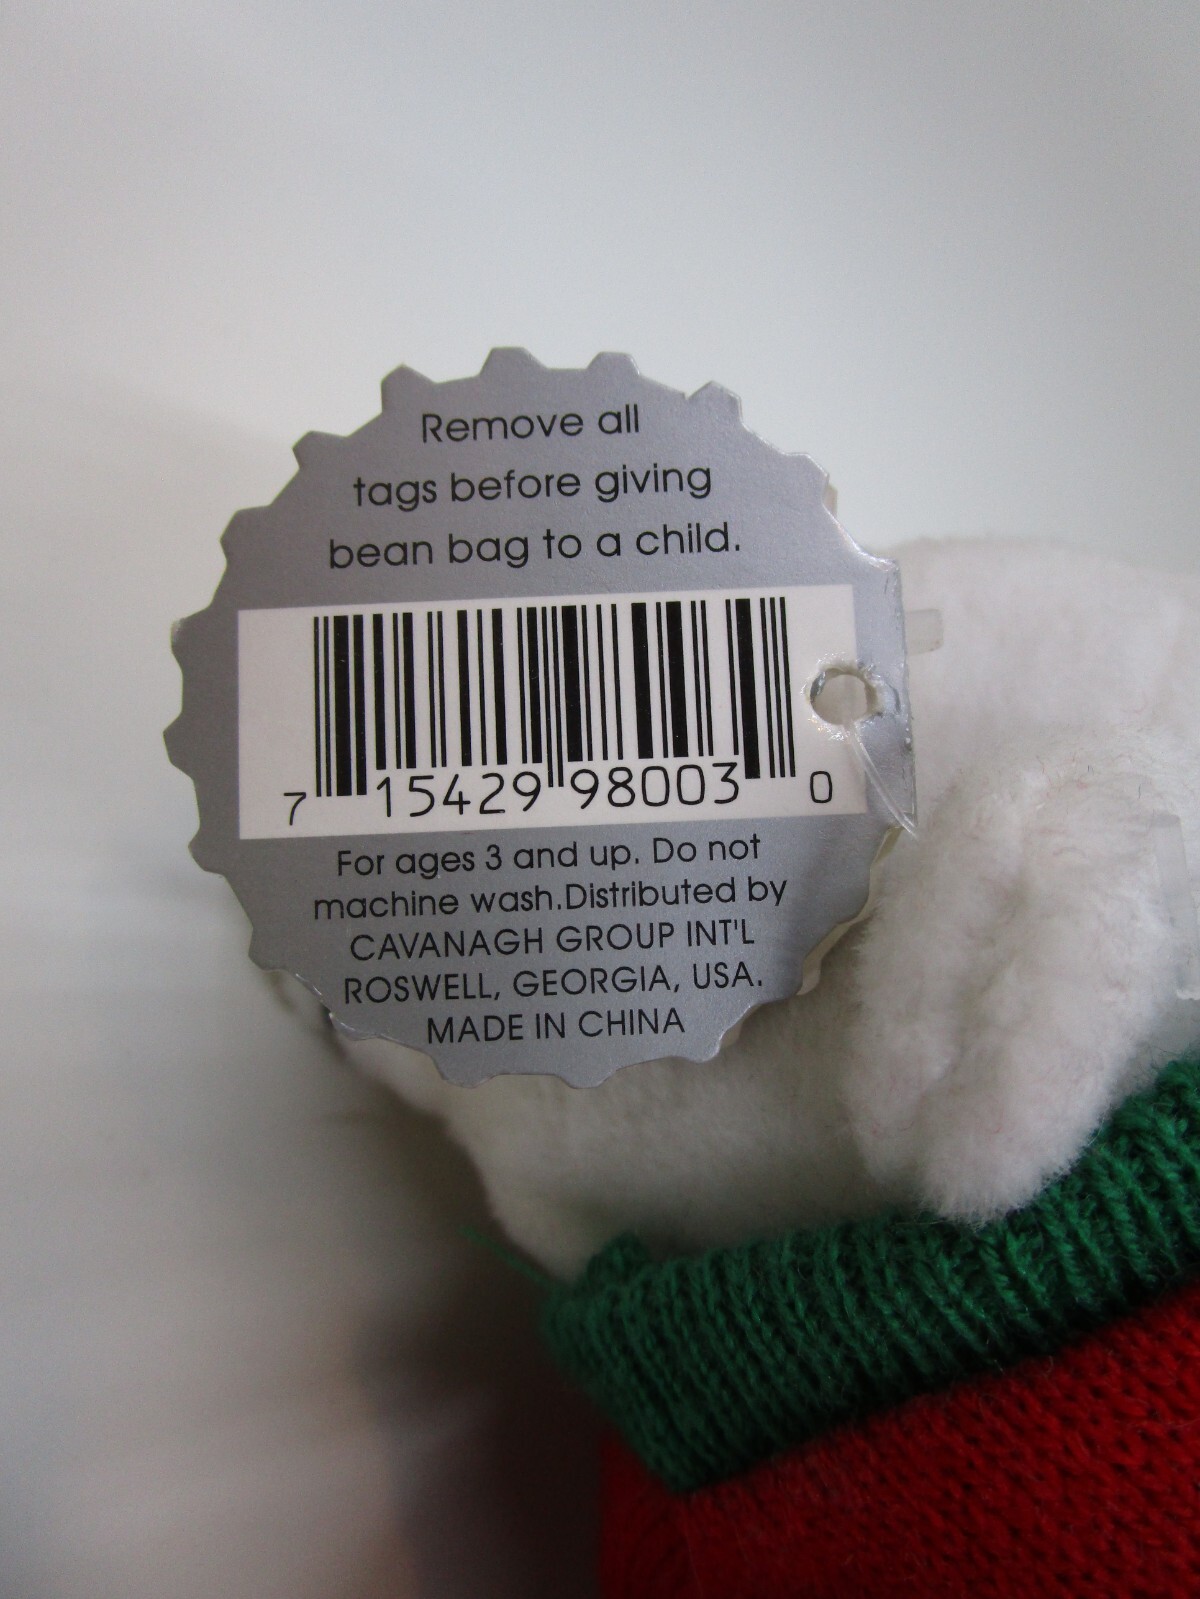 Remove all
tags before giving
bean bag to a child.
7 15429 98003 0
For ages 3 and up. Do not
machine wash.Distributed by
CAVANAGH GROUP INT'L
ROSWELL, GEORGIA, USA.
MADE IN CHINA